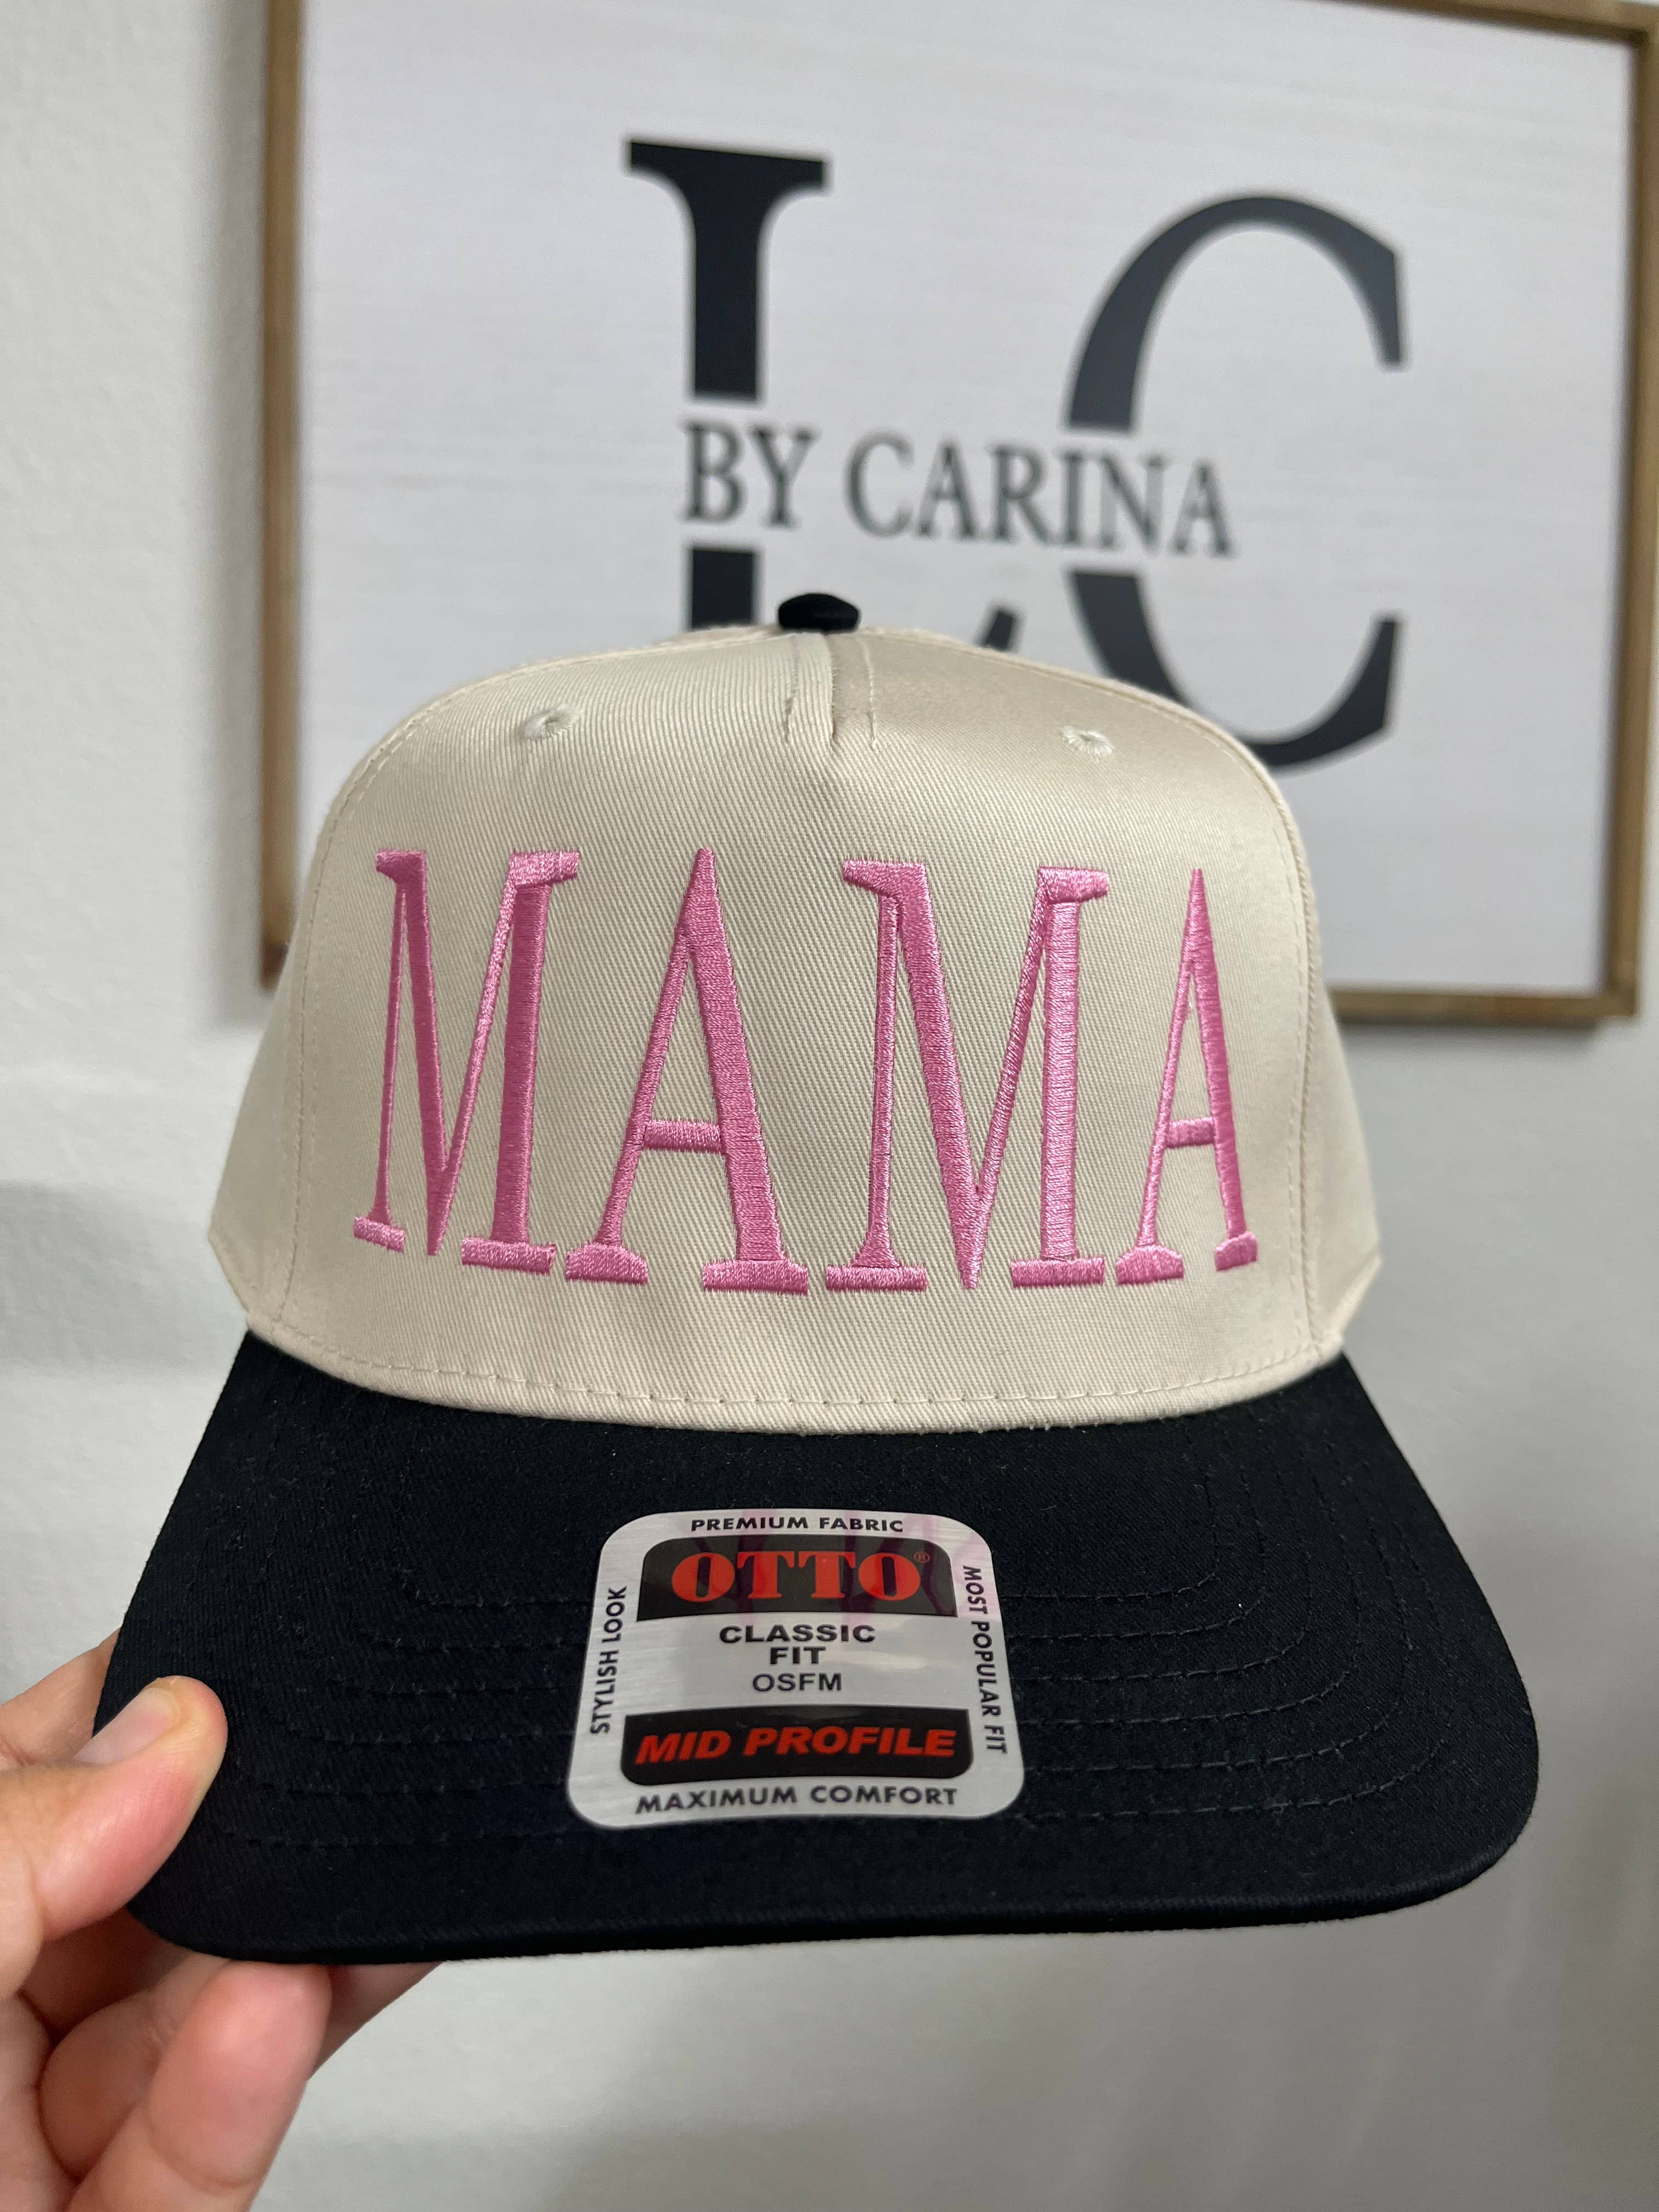 LC
BY CARINA
MAMA
PREMIUM FABRIC
OTTO®
STYLISH LOOK
CLASSIC
FIT
OSFM
MOST POPULAR FIT
MID PROFILE
MAXIMUM COMFORT